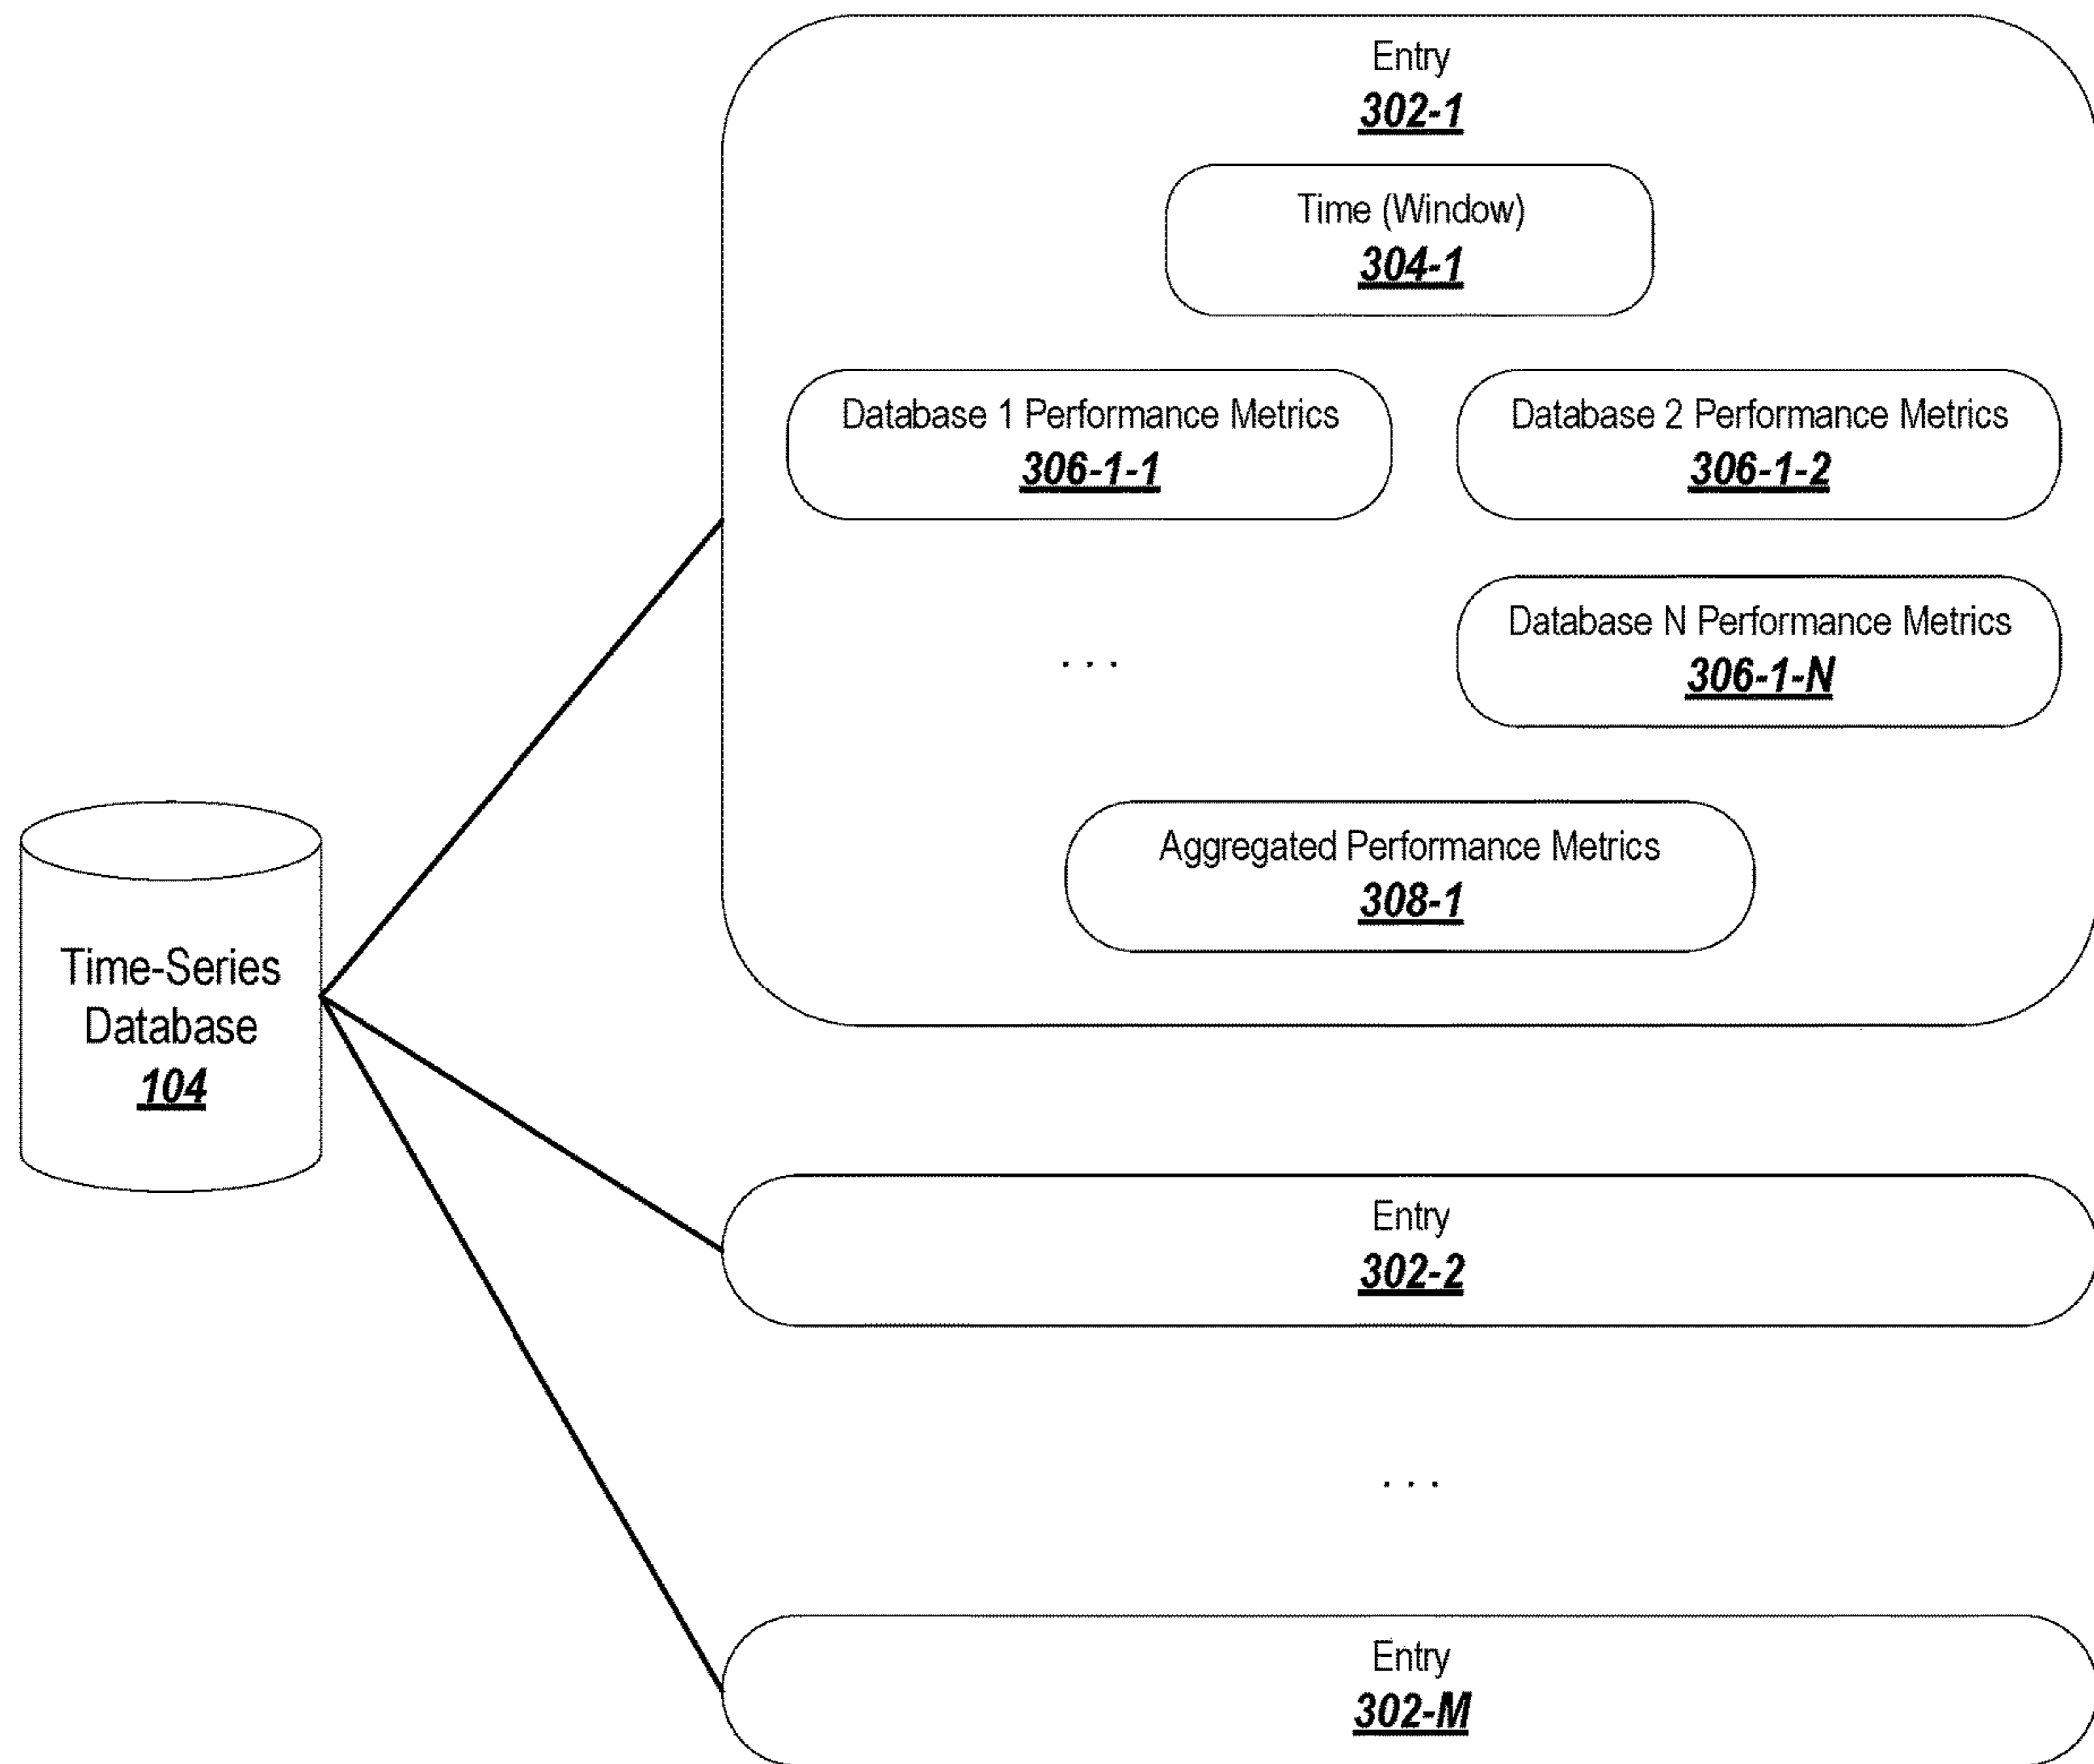 Entry
302-1
Time (Window)
304-1
Database 1 Performance Metrics
306-1-1
Database 2 Performance Metrics
306-1-2
. . .
Database N Performance Metrics
306-1-N
Aggregated Performance Metrics
308-1
Time-Series
Database
104
Entry
302-2
. . .
Entry
302-M